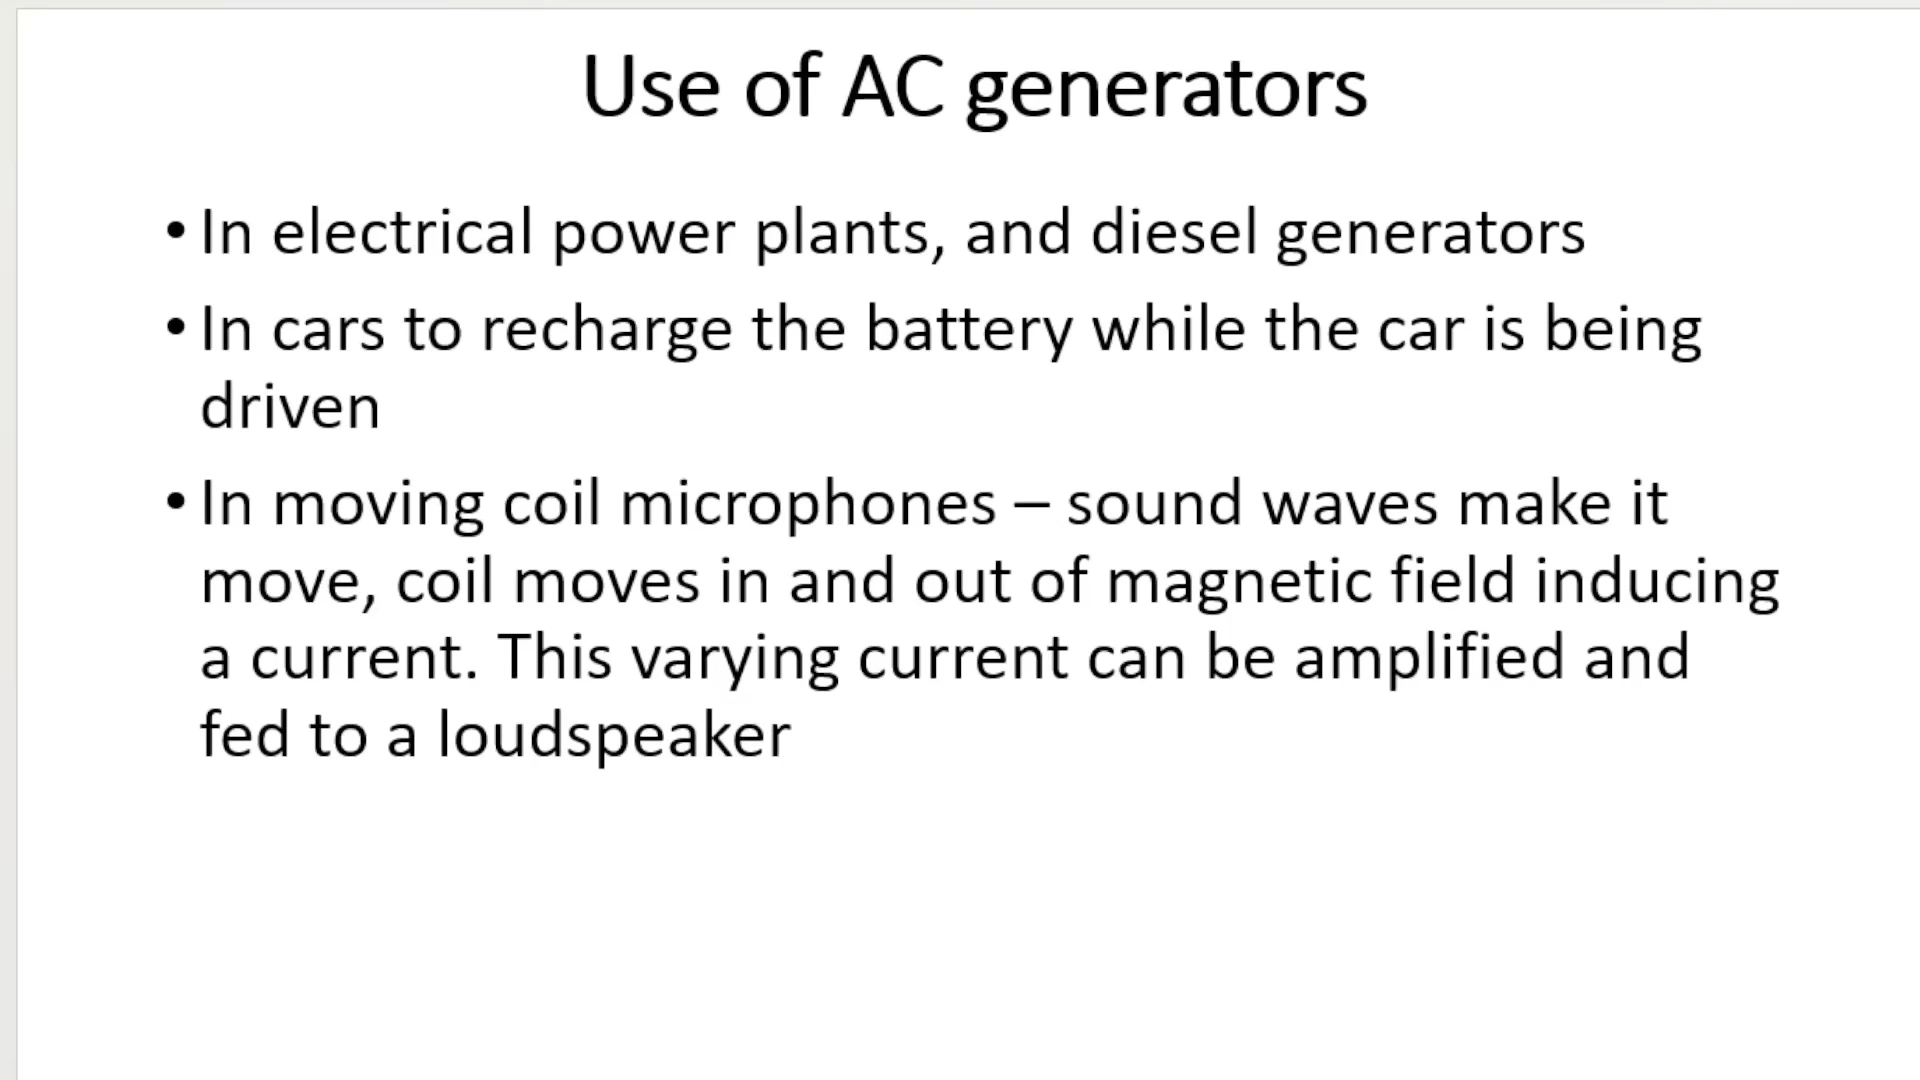 Use of AC generators
• In electrical power plants, and diesel generators
• In cars to recharge the battery while the car is being
driven
• In moving coil microphones – sound waves make it
move, coil moves in and out of magnetic field inducing
a current. This varying current can be amplified and
fed to a loudspeaker